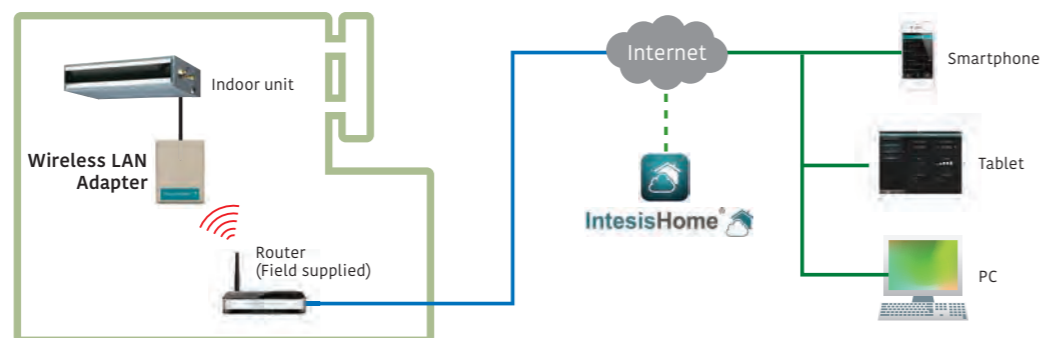 Internet
Smartphone
Indoor unit
Wireless LAN
Adapter
Tablet
IntesisHome®
Router
(Field supplied)
PC